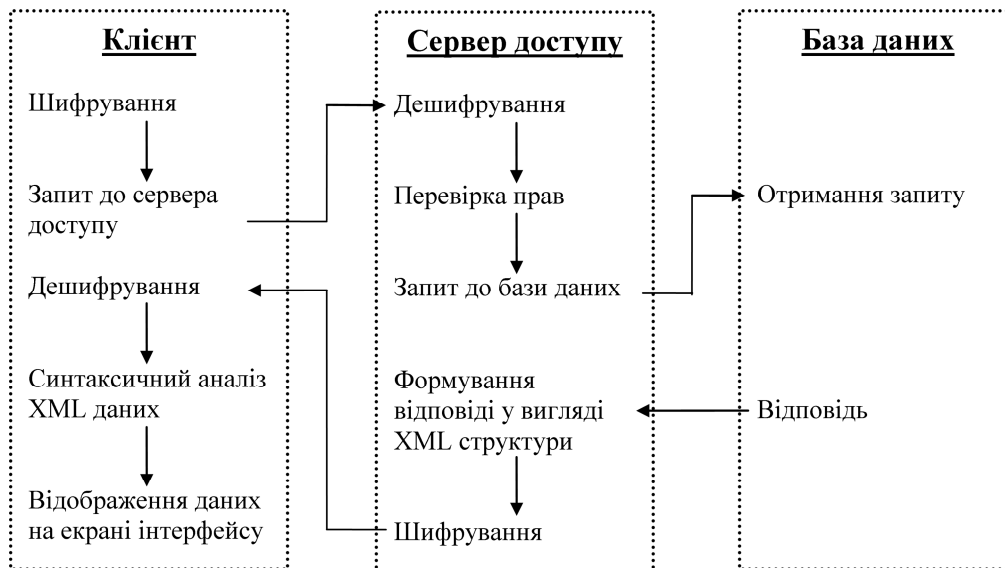 Клієнт
Шифрування
Запит до сервера
доступу
Дешифрування
Синтаксичний аналіз
XML даних
Відображення даних
на екрані інтерфейсу
Сервер доступу
Дешифрування
Перевірка прав
Запит до бази даних
Формування
відповіді у вигляді
XML структури
Шифрування
База даних
Отримання запиту
Відповідь